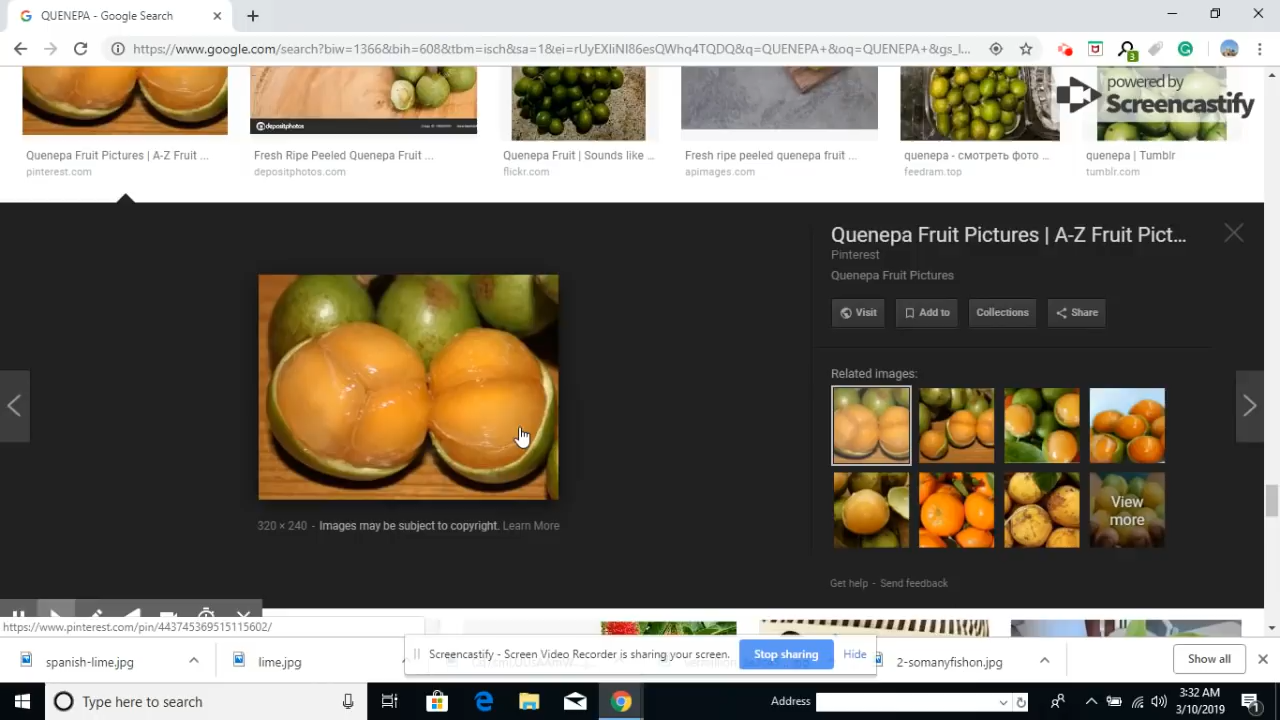 QUENEPA - Google Search
https://www.google.com/search?biw=1366&bih=608&tbm=isch&sa=1&ei=rUyEXIiNI86esQWhq4TQDQ&q=QUENEPA+&oq=QUENEPA+&gs_l...
3
powered by
Screencastify
depositphotos
Quenepa Fruit Pictures | A-Z Fruit ...
pinterest.com
Fresh Ripe Peeled Quenepa Fruit ...
depositphotos.com
Quenepa Fruit | Sounds like ...
flickr.com
Fresh ripe peeled quenepa fruit ...
apimages.com
quenepa - смотреть фото ...
feedram.top
quenepa | Tumblr
tumblr.com
Quenepa Fruit Pictures | A-Z Fruit Pict...
Pinterest
Quenepa Fruit Pictures
Visit
Add to
Collections
Share
Related images:
View
more
320 × 240 - Images may be subject to copyright. Learn More
Get help - Send feedback
https://www.pinterest.com/pin/443745369515115602/
Screencastify - Screen Video Recorder is sharing your screen.
Stop sharing
Hide
spanish-lime.jpg
lime.jpg
2-somanyfishon.jpg
Show all
Type here to search
Address
3:32 AM
3/10/2019
1